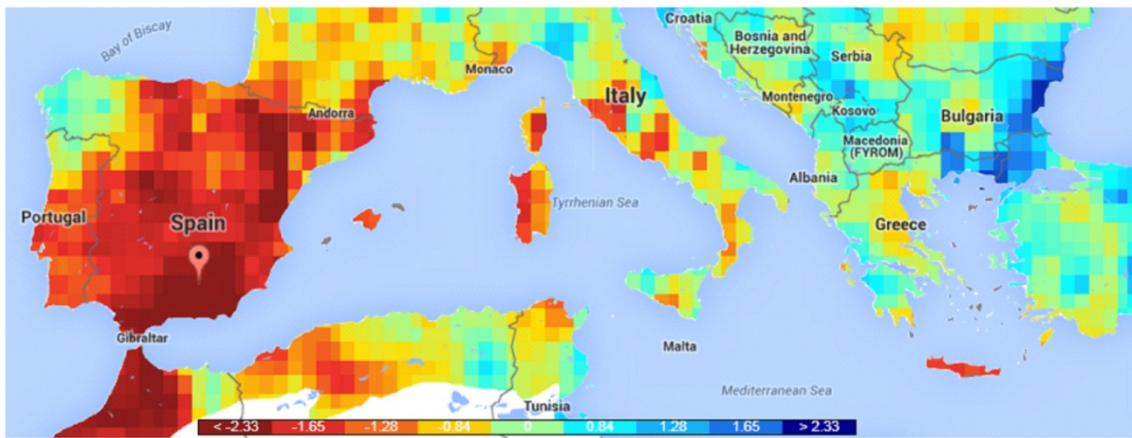 Croatia
Bay of Biscay
Bosnia and
Herzegovina
Serbia
Monaco
Italy
Andorra
Montenegro
Kosovo
Bulgaria
Macedonia
(FYROM)
Albania
Portugal
Spain
Tyrrhenian Sea
Greece
Gibraltar
Malta
Mediterranean Sea
Tunisia
< -2.33 -1.65 -1.28 -0.84 0 0.84 1.28 1.65 > 2.33